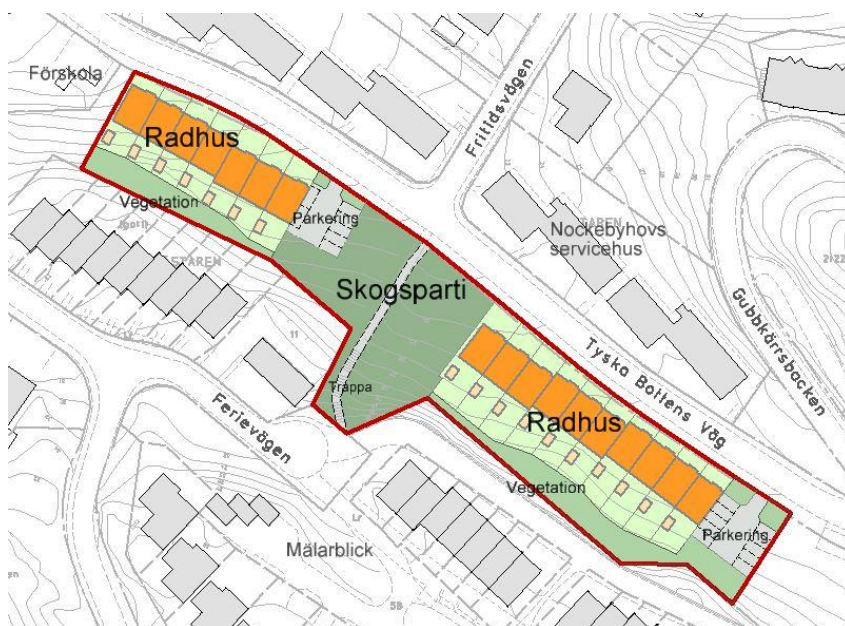 Förskola
Radhus
Vegetation
Parkering
Skogsparti
Trappa
Fritidsvägen
Nockebyhovs
servicehus
Gubbkärrsbacken
Tyska Bottens Väg
Radhus
Vegetation
Parkering
Ferievägen
Mälarblick